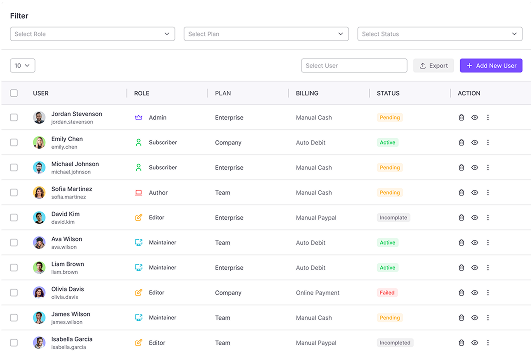 Filter
Select Role Select Plan Select Status
10 Select User Export + Add New User
USER ROLE PLAN BILLING STATUS ACTION
Jordan Stevenson Admin Enterprise Manual Cash Pending
jordan.stevenson
Emily Chen Subscriber Company Auto Debit Active
emily.chen
Michael Johnson Subscriber Enterprise Manual Cash Pending
michael.johnson
Sofia Martinez Author Team Manual Cash Pending
sofia.martinez
David Kim Editor Enterprise Manual Paypal Incomplete
david.kim
Ava Wilson Maintainer Team Auto Debit Active
ava.wilson
Liam Brown Maintainer Enterprise Auto Debit Active
liam.brown
Olivia Davis Editor Company Online Payment Failed
olivia.davis
James Wilson Maintainer Team Manual Cash Pending
james.wilson
Isabella Garcia Editor Team Manual Paypal Incompleted
isabella.garcia